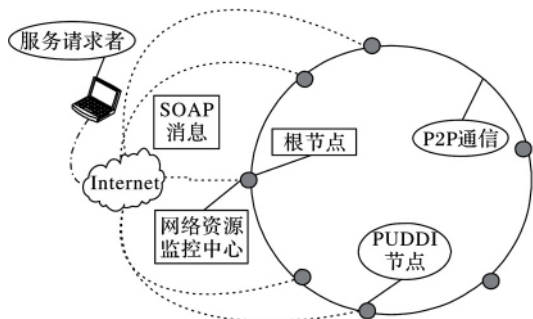 服务请求者
SOAP
消息
根节点
P2P通信
Internet
网络资源
监控中心
PUDDI
节点